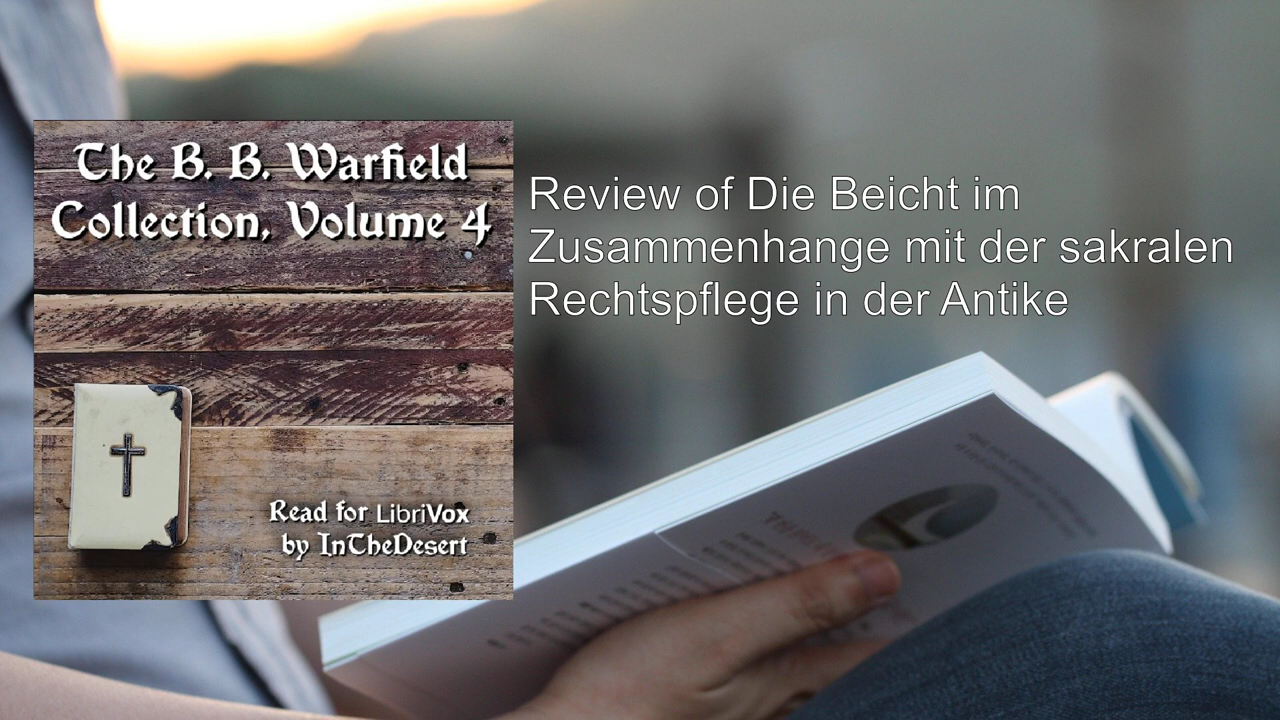 The B. B. Warfield
Collection, Volume 4
Read for LibriVox
by InTheDesert
Review of Die Beicht im
Zusammenhange mit der sakralen
Rechtspflege in der Antike